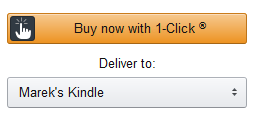 Buy now with 1-Click ®
Deliver to:
Marek's Kindle